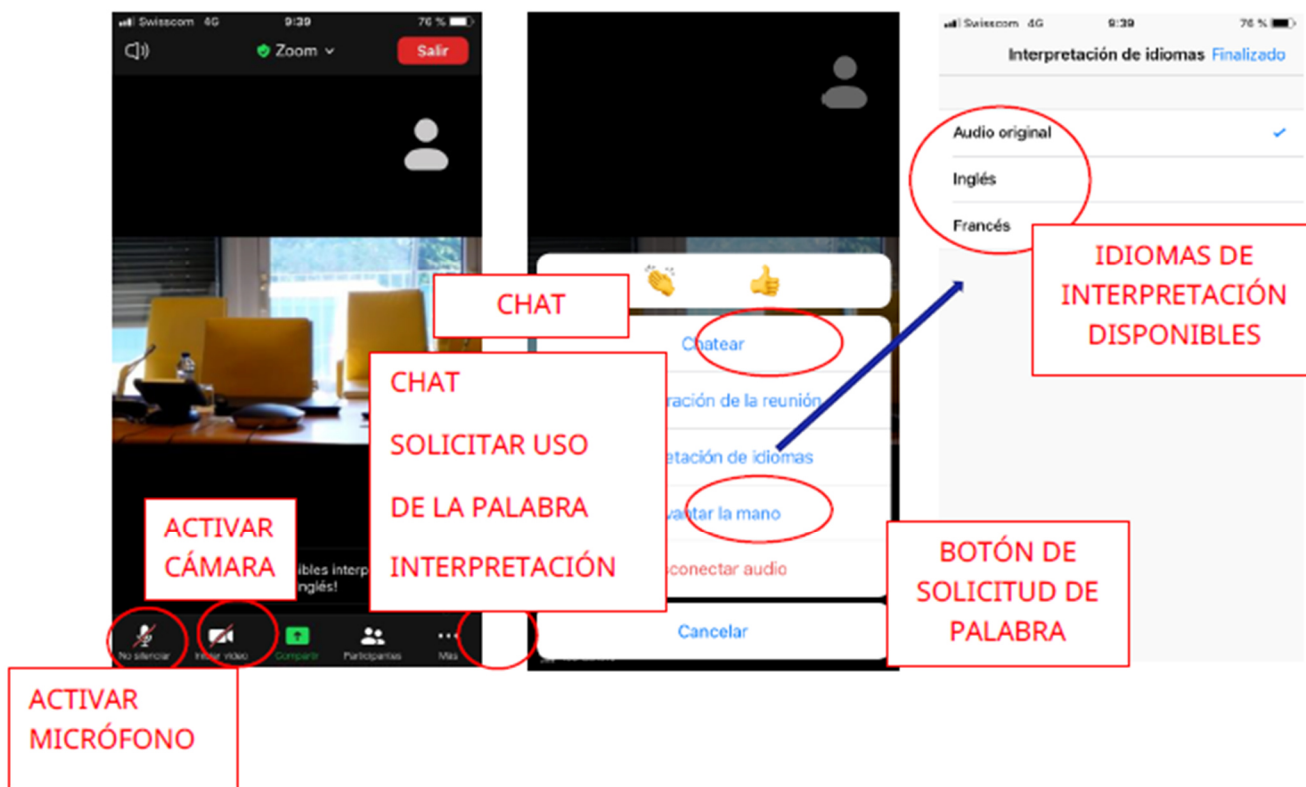 Swisscom 4G 9:39 76 %
Zoom
Salir
ACTIVAR
CÁMARA
ibles interp
nglés!
No silenciar Iniciar video Compartir Participantes Más
ACTIVAR
MICRÓFONO
CHAT
CHAT
SOLICITAR USO
DE LA PALABRA
INTERPRETACIÓN
Chatear
ración de la reunión
etación de idiomas
vantar la mano
sconectar audio
Cancelar
BOTÓN DE
SOLICITUD DE
PALABRA
Swisscom 4G 9:39 76 %
Interpretación de idiomas Finalizado
Audio original
Inglés
Francés
IDIOMAS DE
INTERPRETACIÓN
DISPONIBLES